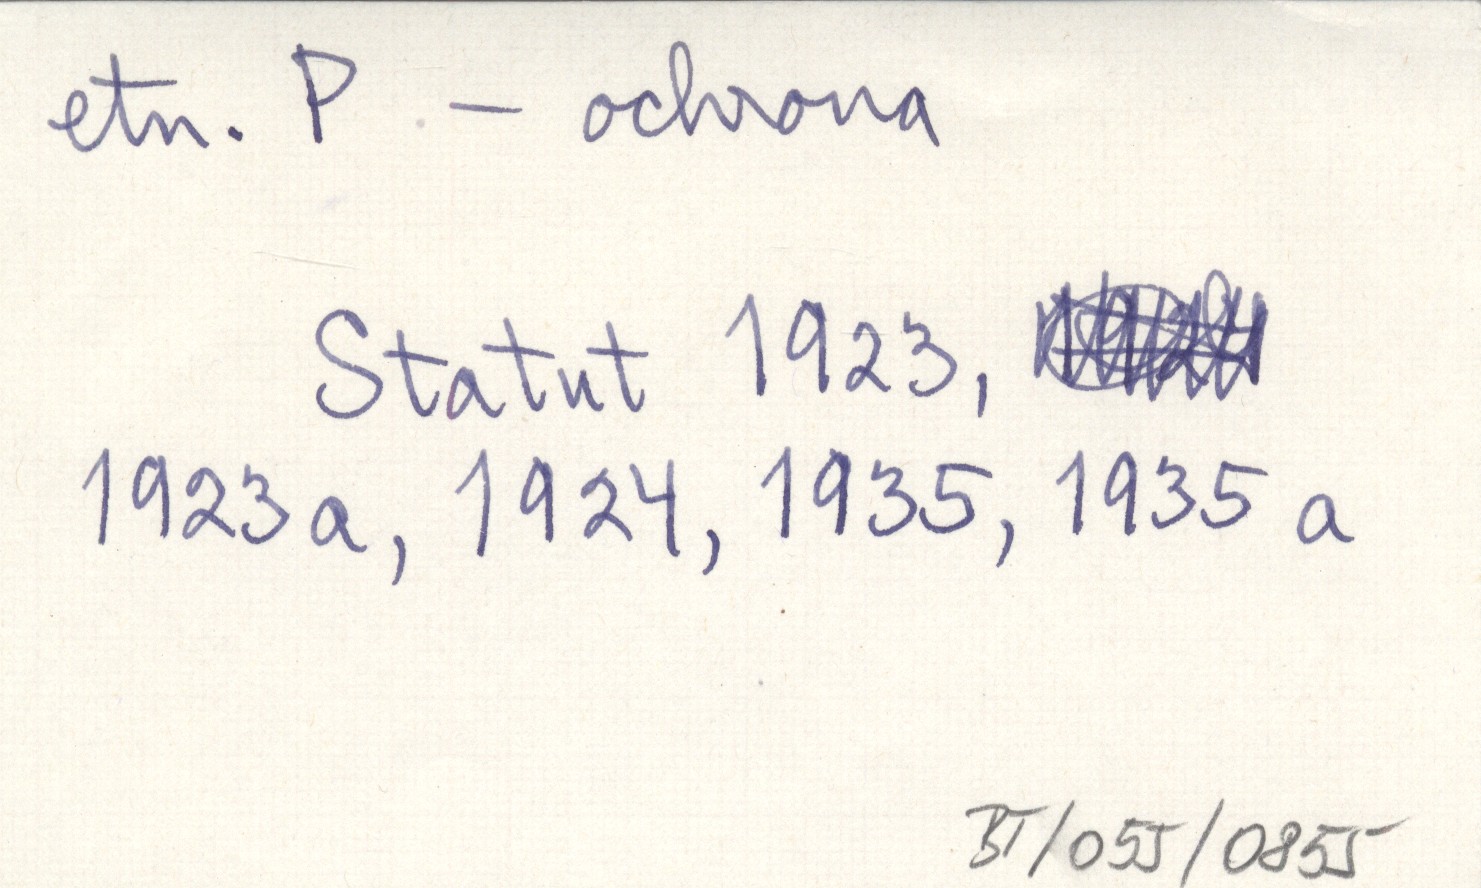 etn. P - ochrona
Statut 1923,
1923a, 1924, 1935, 1935a
BT/055/0855